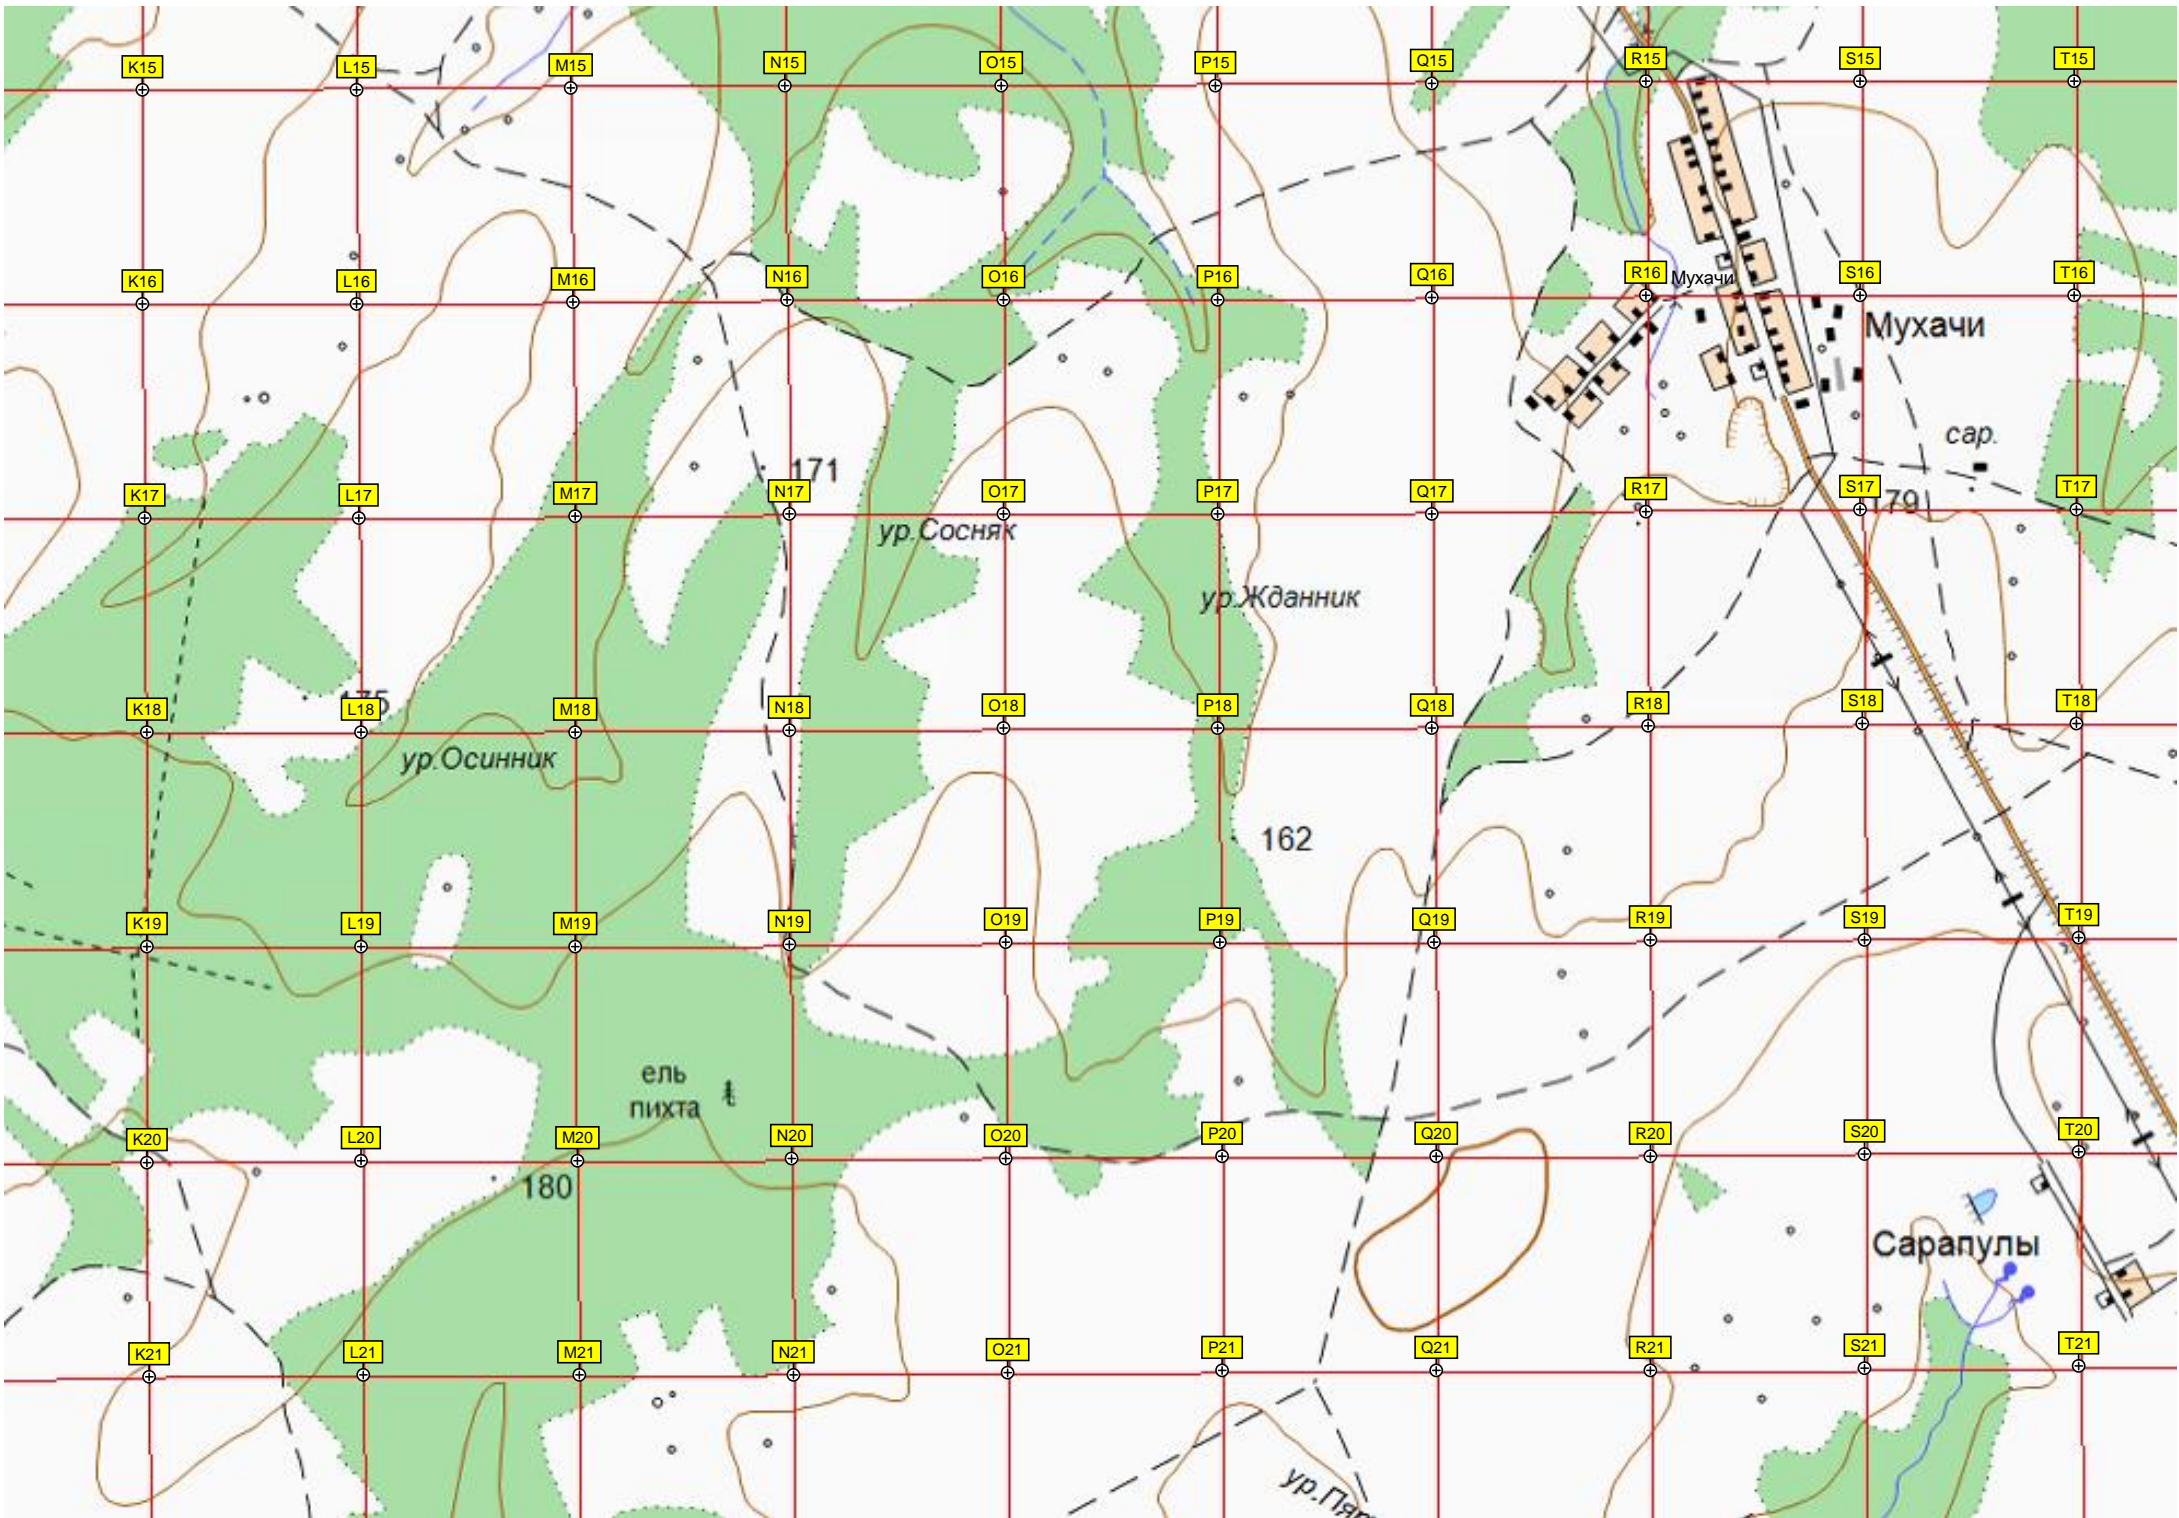 K15 L15 M15 N15 O15 P15 Q15 R15 S15 T15
K16 L16 M16 N16 O16 P16 Q16 R16 Мухачи S16 T16
Мухачи
сар.
171
K17 L17 M17 N17 O17 P17 Q17 R17 S17 179 T17
ур.Сосняк
ур.Жданник
175
K18 L18 M18 N18 O18 P18 Q18 R18 S18 T18
ур.Осинник
162
K19 L19 M19 N19 O19 P19 Q19 R19 S19 T19
ель
пихта
K20 L20 M20 N20 O20 P20 Q20 R20 S20 T20
180
Сарапулы
K21 L21 M21 N21 O21 P21 Q21 R21 S21 T21